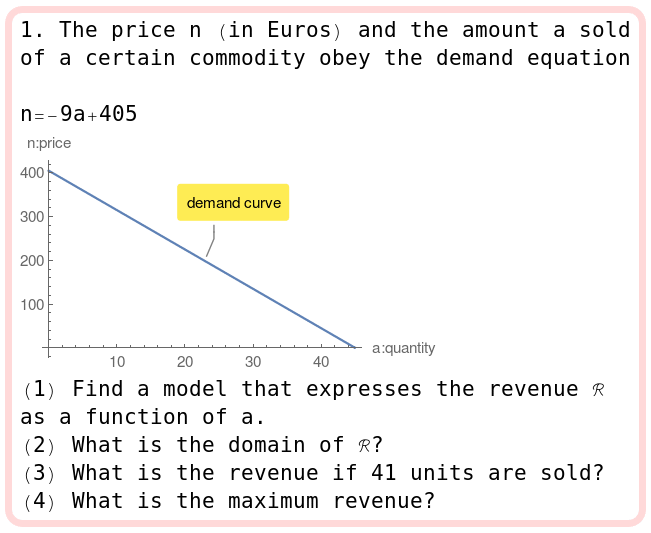 1. The price n (in Euros) and the amount a sold
of a certain commodity obey the demand equation
n=-9a+405
n:price
400
300
200
100
demand curve
10 20 30 40
a:quantity
(1) Find a model that expresses the revenue ℛ
as a function of a.
(2) What is the domain of ℛ?
(3) What is the revenue if 41 units are sold?
(4) What is the maximum revenue?